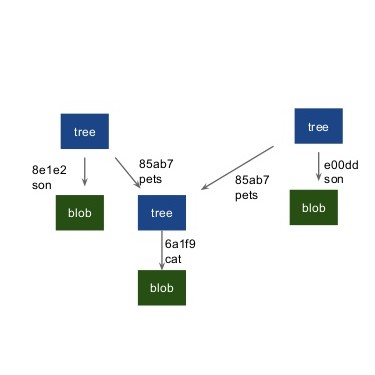 tree
tree
8e1e2
son
85ab7
pets
85ab7
pets
e00dd
son
blob
tree
blob
6a1f9
cat
blob